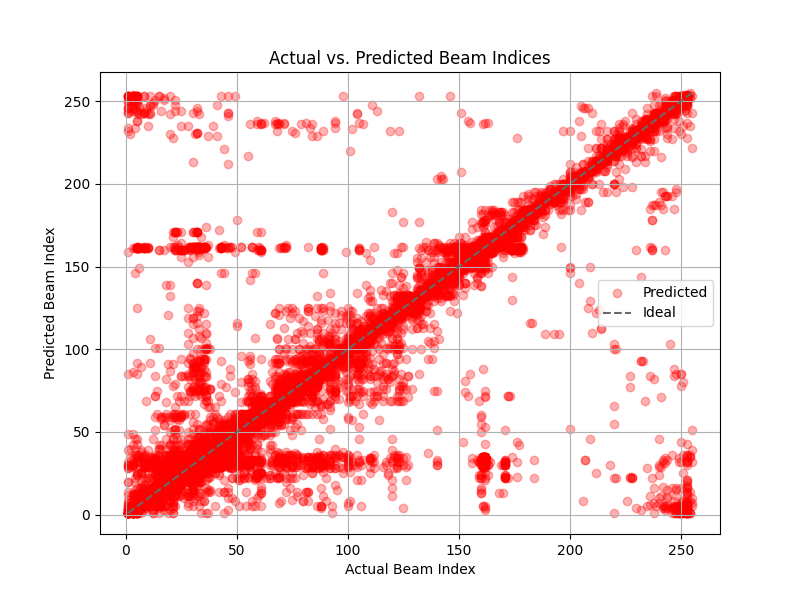 Actual vs. Predicted Beam Indices
Predicted Beam Index
250
200
150
100
50
0
Predicted
Ideal
0 50 100 150 200 250
Actual Beam Index